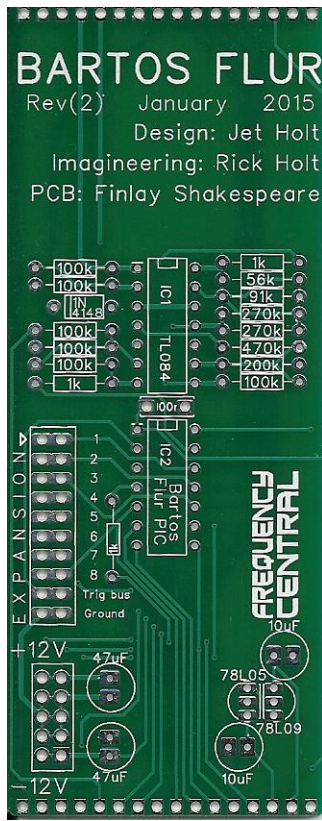 BARTOS FLUR
Rev(2) January 2015
Design: Jet Holt
Imagineering: Rick Holt
PCB: Finlay Shakespeare
100k
100k
1N
4148
100k
100k
100k
1k
IC1
TL084
1k
56k
91k
270k
270k
470k
200k
100k
100n
IC2
Bartos
Flur PIC
EXPANSION
1
2
3
4
5
6
7
8
Trig bus
Ground
1k
FREQUENCY
CENTRAL
+12V
-12V
47uF
47uF
10uF
78L05
78L09
10uF